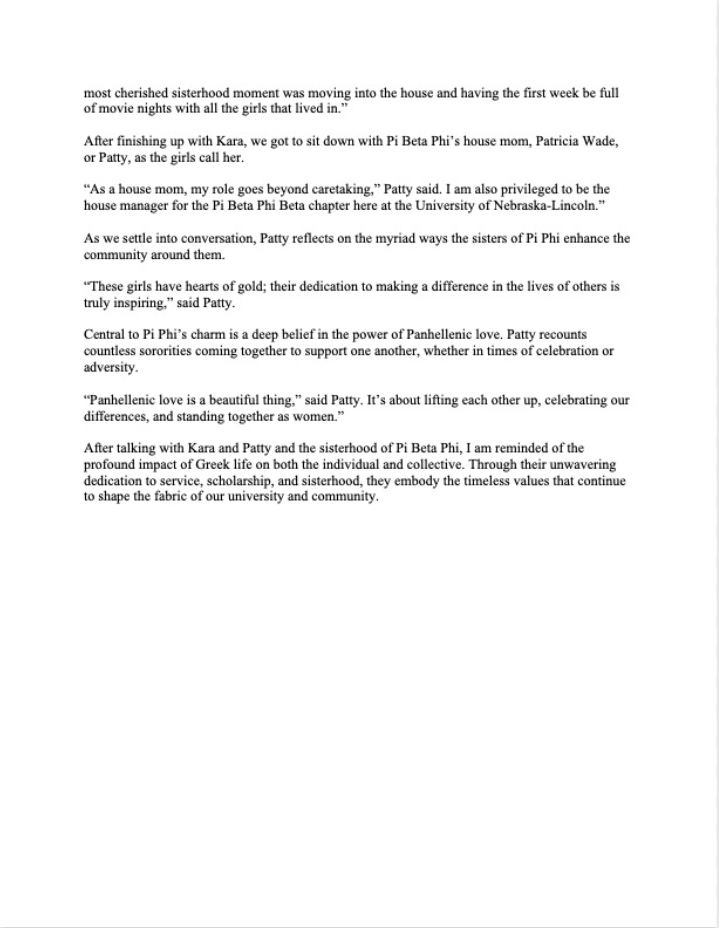 most cherished sisterhood moment was moving into the house and having the first week be full
of movie nights with all the girls that lived in.”
After finishing up with Kara, we got to sit down with Pi Beta Phi’s house mom, Patricia Wade,
or Patty, as the girls call her.
“As a house mom, my role goes beyond caretaking,” Patty said. I am also privileged to be the
house manager for the Pi Beta Phi Beta chapter here at the University of Nebraska-Lincoln.”
As we settle into conversation, Patty reflects on the myriad ways the sisters of Pi Phi enhance the
community around them.
“These girls have hearts of gold; their dedication to making a difference in the lives of others is
truly inspiring,” said Patty.
Central to Pi Phi’s charm is a deep belief in the power of Panhellenic love. Patty recounts
countless sororities coming together to support one another, whether in times of celebration or
adversity.
“Panhellenic love is a beautiful thing,” said Patty. It’s about lifting each other up, celebrating our
differences, and standing together as women.”
After talking with Kara and Patty and the sisterhood of Pi Beta Phi, I am reminded of the
profound impact of Greek life on both the individual and collective. Through their unwavering
dedication to service, scholarship, and sisterhood, they embody the timeless values that continue
to shape the fabric of our university and community.